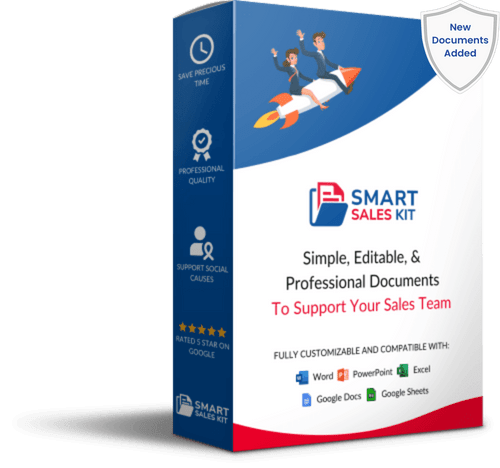 New
Documents
Added
SAVE PRECIOUS
TIME
PROFESSIONAL
QUALITY
SUPPORT SOCIAL
CAUSES
RATED 5 STAR ON
GOOGLE
SMART
SALES KIT
SMART
SALES KIT
Simple, Editable, &
Professional Documents
To Support Your Sales Team
FULLY CUSTOMIZABLE AND COMPATIBLE WITH:
Word PowerPoint Excel
Google Docs Google Sheets